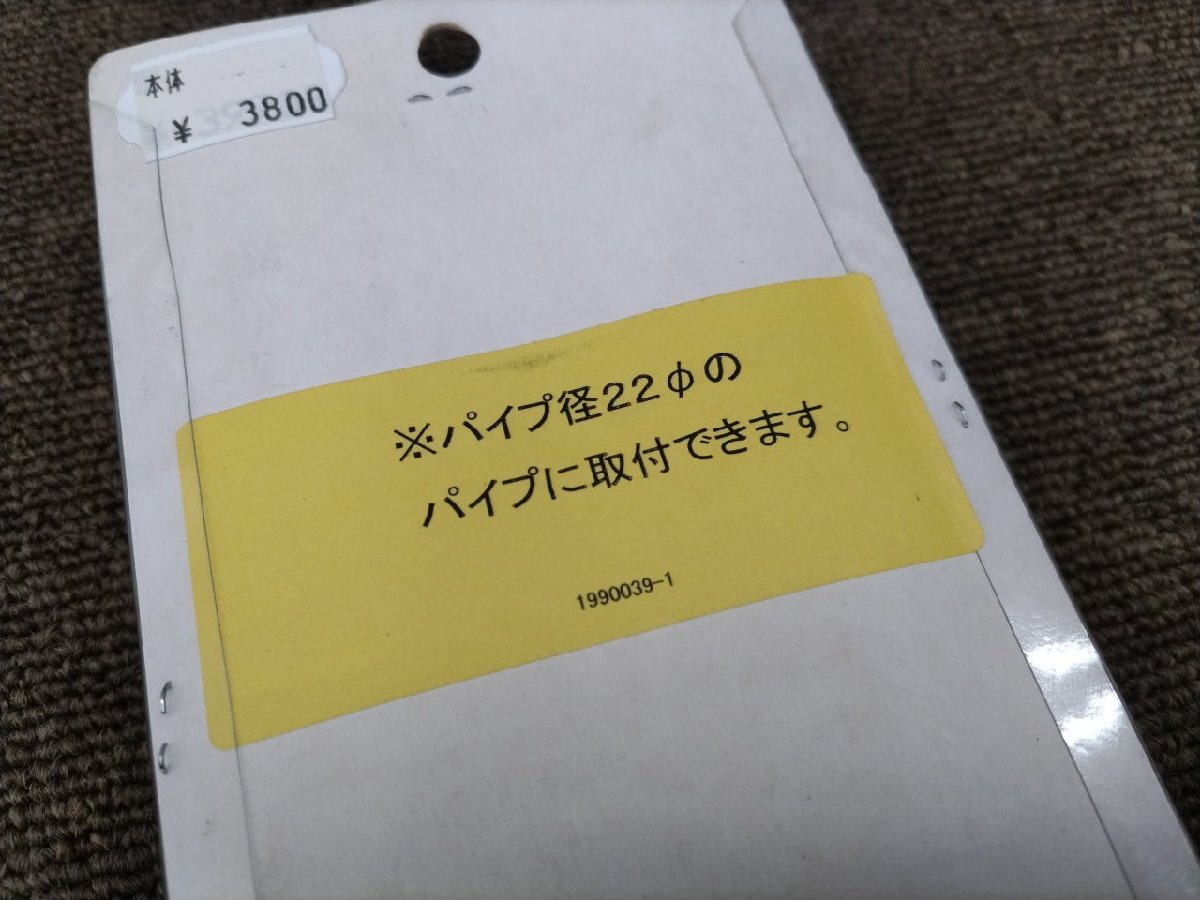 本体
¥ 3800
※パイプ径22φの
パイプに取付できます。
1990039-1